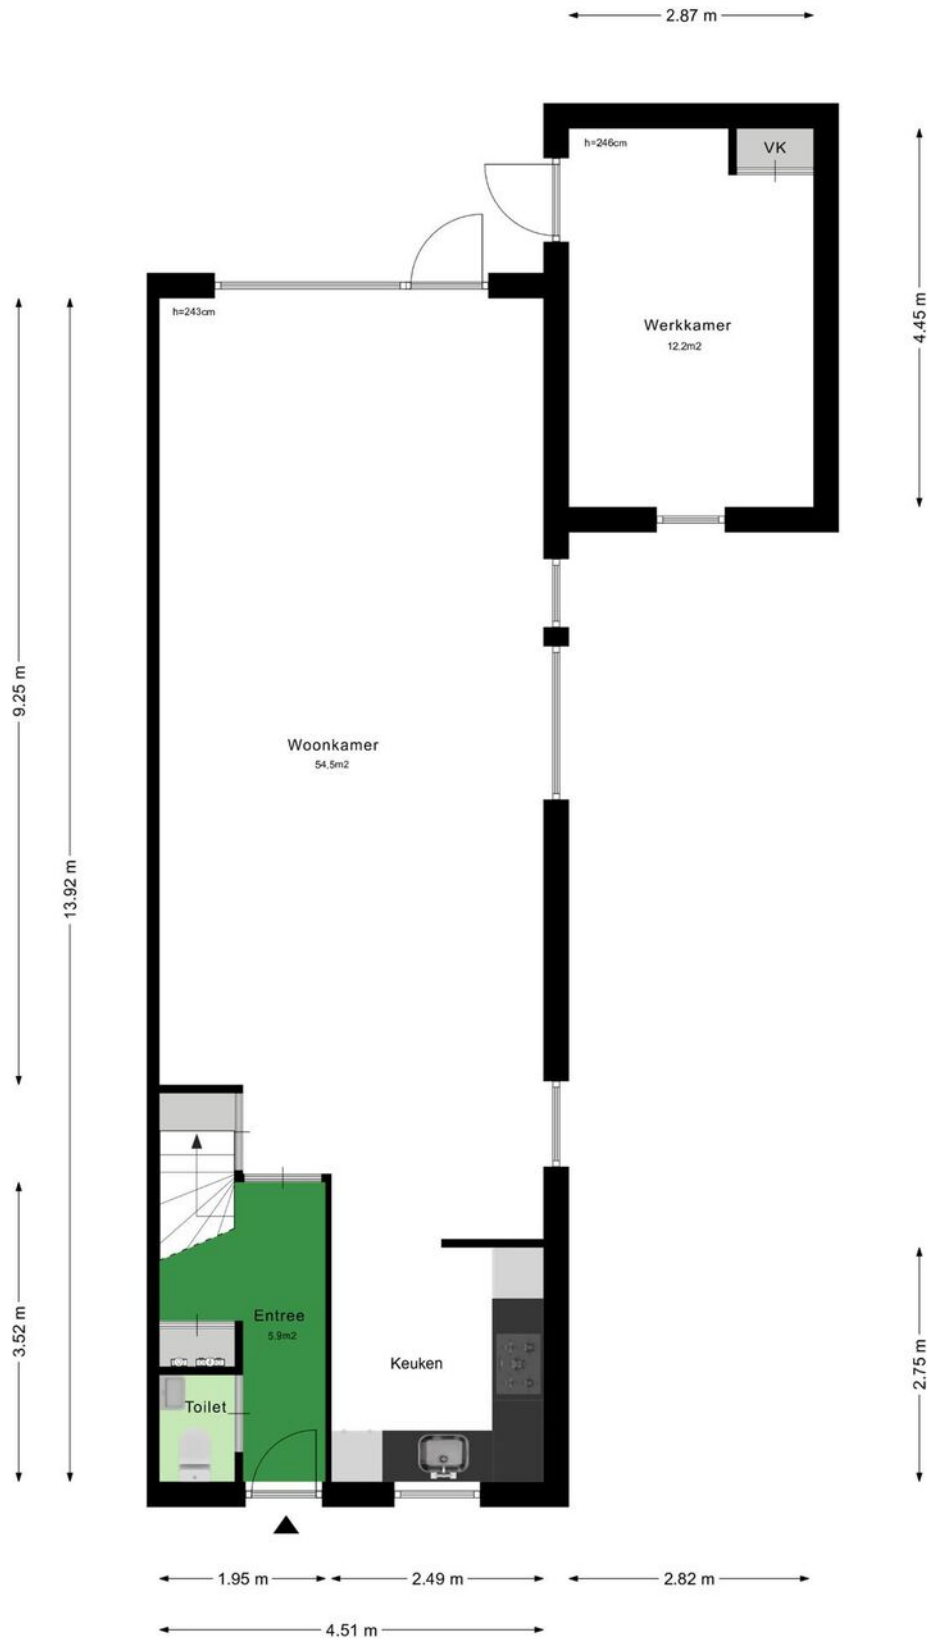 2.87 m
h=246cm
VK
h=243cm
Werkkamer
12,2m2
4.45 m
9.25 m
Woonkamer
54,5m2
13.92 m
Entree
5,9m2
3.52 m
Keuken
2.75 m
Toilet
1.95 m
2.49 m
2.82 m
4.51 m